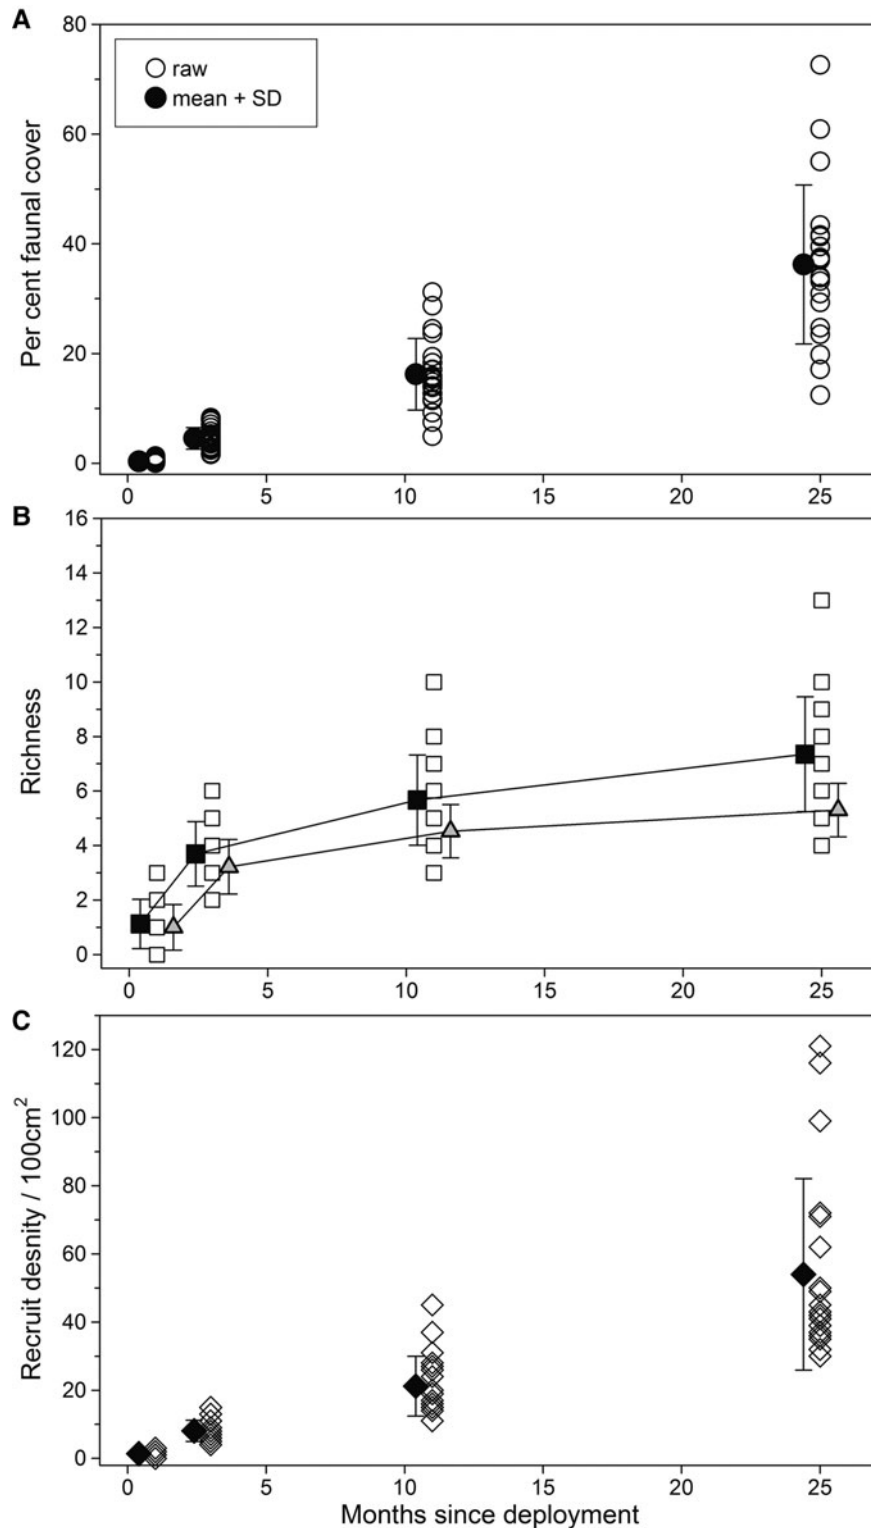 A
80
raw
mean + SD
60
40
20
0
Per cent faunal cover
0 5 10 15 20 25
B
16
14
12
10
8
6
4
2
0
Richness
0 5 10 15 20 25
C
120
100
80
60
40
20
0
Recruit desnity / 100cm²
0 5 10 15 20 25
Months since deployment